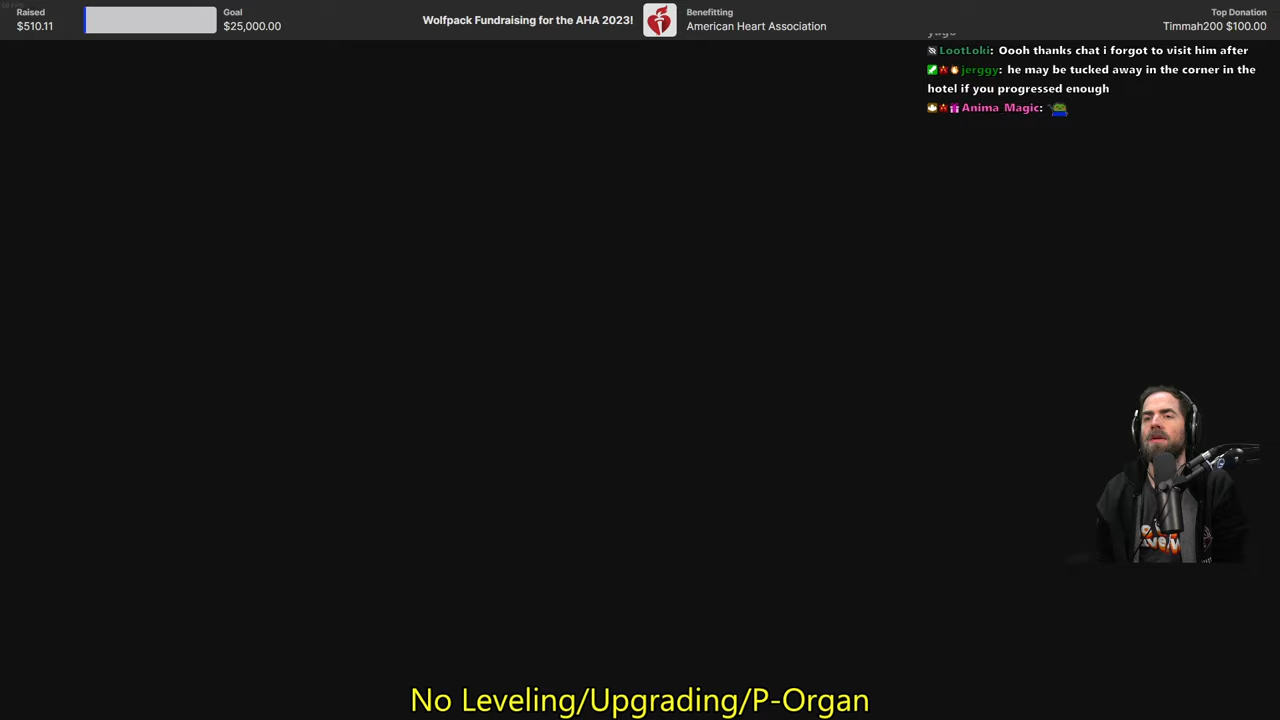 Raised
$510.11
Goal
$25,000.00
Wolfpack Fundraising for the AHA 2023!
Benefitting
American Heart Association
Top Donation
Timmah200 $100.00
LootLoki: Oooh thanks chat i forgot to visit him after
jerggy: he may be tucked away in the corner in the
hotel if you progressed enough
Anima_Magic:
No Leveling/Upgrading/P-Organ